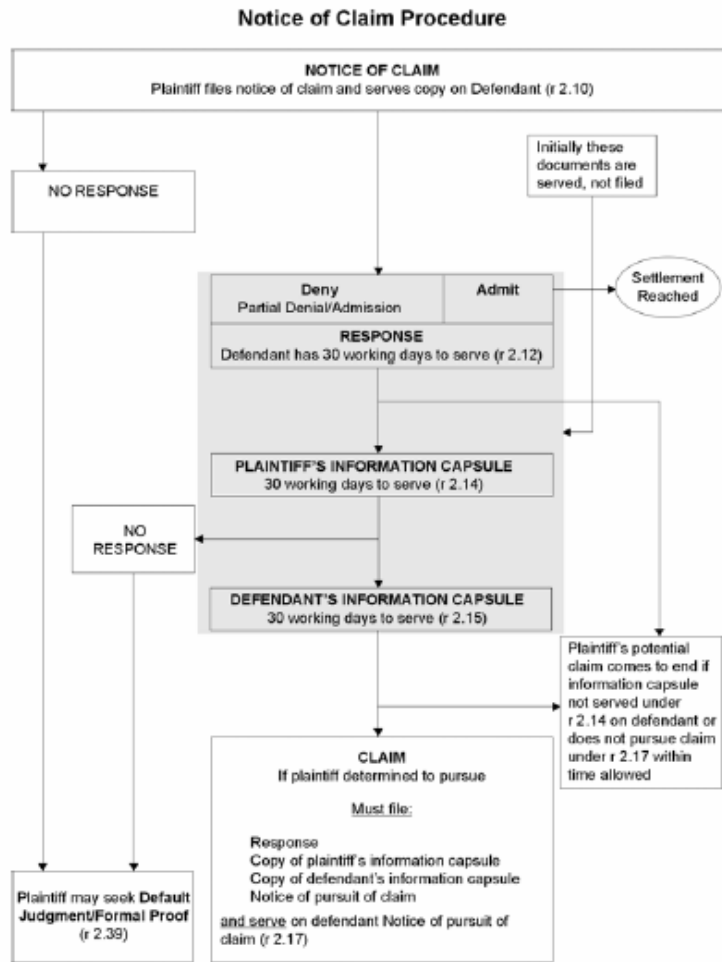 Notice of Claim Procedure
NOTICE OF CLAIM
Plaintiff files notice of claim and serves copy on Defendant (r 2.10)
Initially these
documents are
served, not filed
NO RESPONSE
Deny
Partial Denial/Admission
Admit
Settlement
Reached
RESPONSE
Defendant has 30 working days to serve (r 2.12)
PLAINTIFF'S INFORMATION CAPSULE
30 working days to serve (r 2.14)
NO
RESPONSE
DEFENDANT'S INFORMATION CAPSULE
30 working days to serve (r 2.15)
Plaintiff's potential
claim comes to end if
information capsule
not served under
r 2.14 on defendant or
does not pursue claim
under r 2.17 within
time allowed
CLAIM
If plaintiff determined to pursue
Must file:
Response
Copy of plaintiff's information capsule
Copy of defendant's information capsule
Notice of pursuit of claim
and serve on defendant Notice of pursuit of
claim (r 2.17)
Plaintiff may seek Default
Judgment/Formal Proof
(r 2.39)